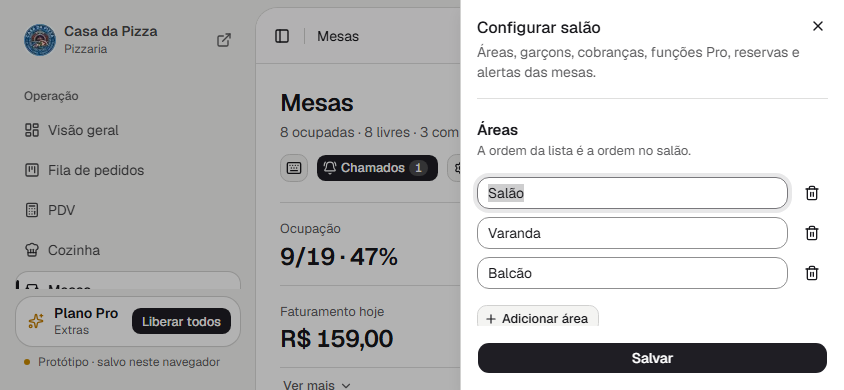 Casa da Pizza
Pizzaria
Operação
Visão geral
Fila de pedidos
PDV
Cozinha
Mesas
Plano Pro
Extras
Liberar todos
Protótipo · salvo neste navegador
Mesas
Mesas
8 ocupadas · 8 livres · 3 com
Chamados 1
Ocupação
9/19 · 47%
Faturamento hoje
R$ 159,00
Ver mais
Configurar salão
Áreas, garçons, cobranças, funções Pro, reservas e
alertas das mesas.
Áreas
A ordem da lista é a ordem no salão.
Salão
Varanda
Balcão
Adicionar área
Salvar